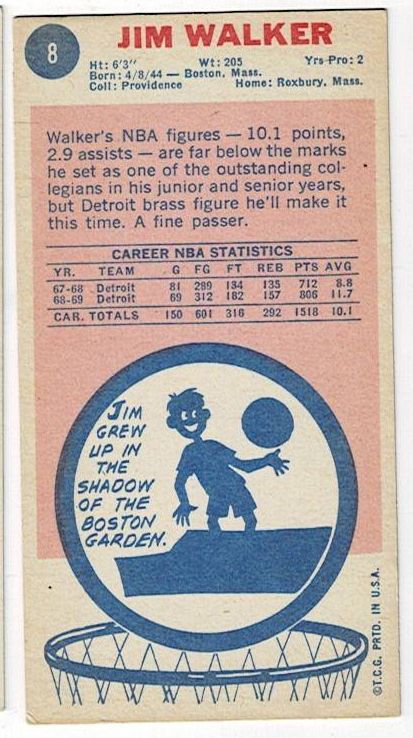 8
JIM WALKER
Ht: 6'3" Wt: 205 Yrs Pro: 2
Born: 4/8/44 — Boston, Mass.
Coll: Providence Home: Roxbury, Mass.
Walker's NBA figures — 10.1 points,
2.9 assists — are far below the marks
he set as one of the outstanding col-
legians in his junior and senior years,
but Detroit brass figure he'll make it
this time. A fine passer.
CAREER NBA STATISTICS
YR. TEAM G FG FT REB PTS AVG
67-68 Detroit 81 289 134 135 712 8.8
68-69 Detroit 69 312 182 157 806 11.7
CAR. TOTALS 150 601 316 292 1518 10.1
JIM
GREW
UP IN
THE
SHADOW
OF THE
BOSTON
GARDEN.
©T.C.G. PRTD. IN U.S.A.